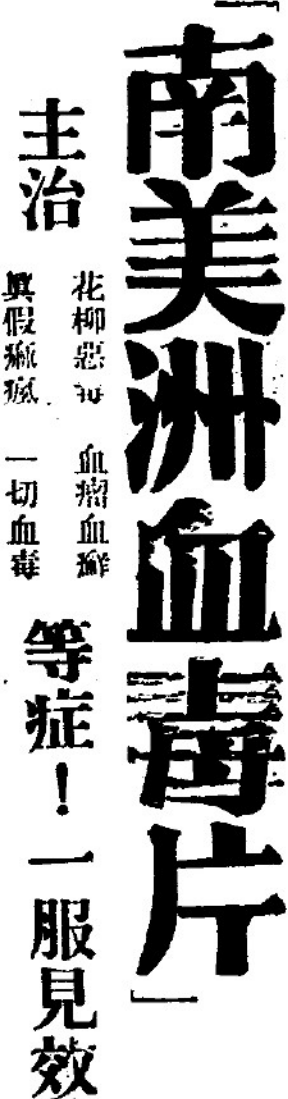 「南美洲血毒片」
主治
花柳惡毒 血瘤血癬
眞假痲瘋 一切血毒
等症！一服見效